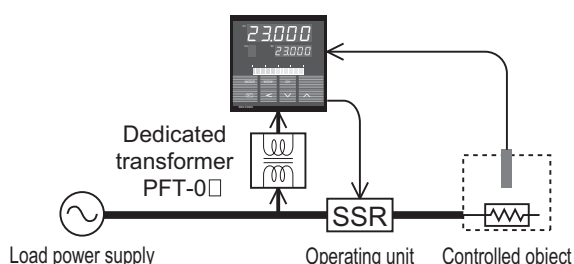 23.000
23.000
Dedicated
transformer
PFT-0□
SSR
Load power supply
Operating unit
Controlled object